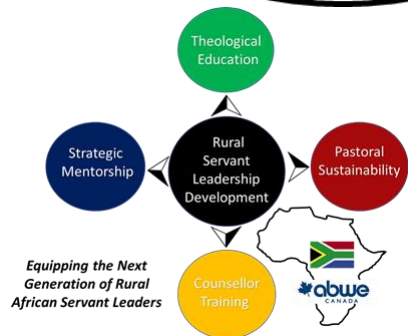 Theological
Education
Strategic
Mentorship
Rural
Servant
Leadership
Development
Pastoral
Sustainability
Equipping the Next
Generation of Rural
African Servant Leaders
Counsellor
Training
abwe
CANADA